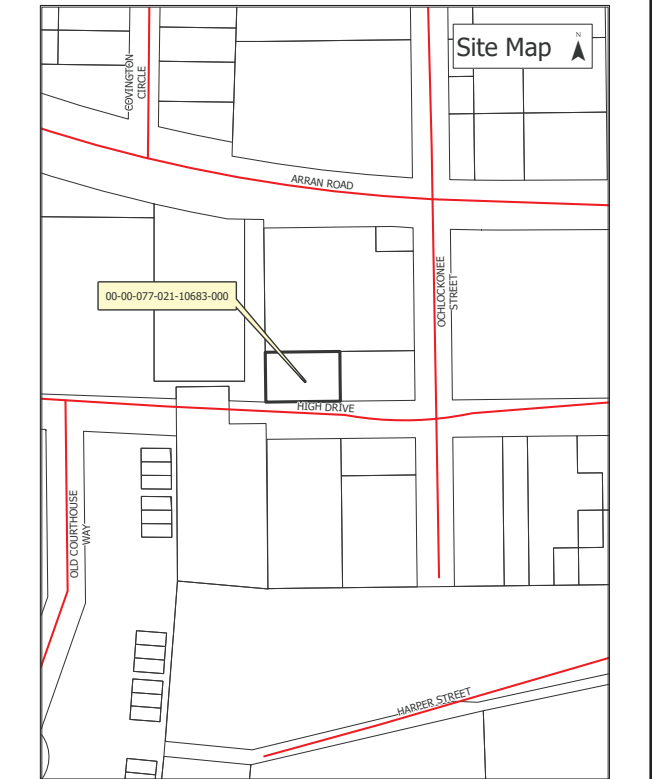 Site Map
N
COVINGTON
CIRCLE
ARRAN ROAD
OCHLOCKONEE
STREET
00-00-077-021-10683-000
HIGH DRIVE
OLD COURTHOUSE
WAY
HARPER STREET